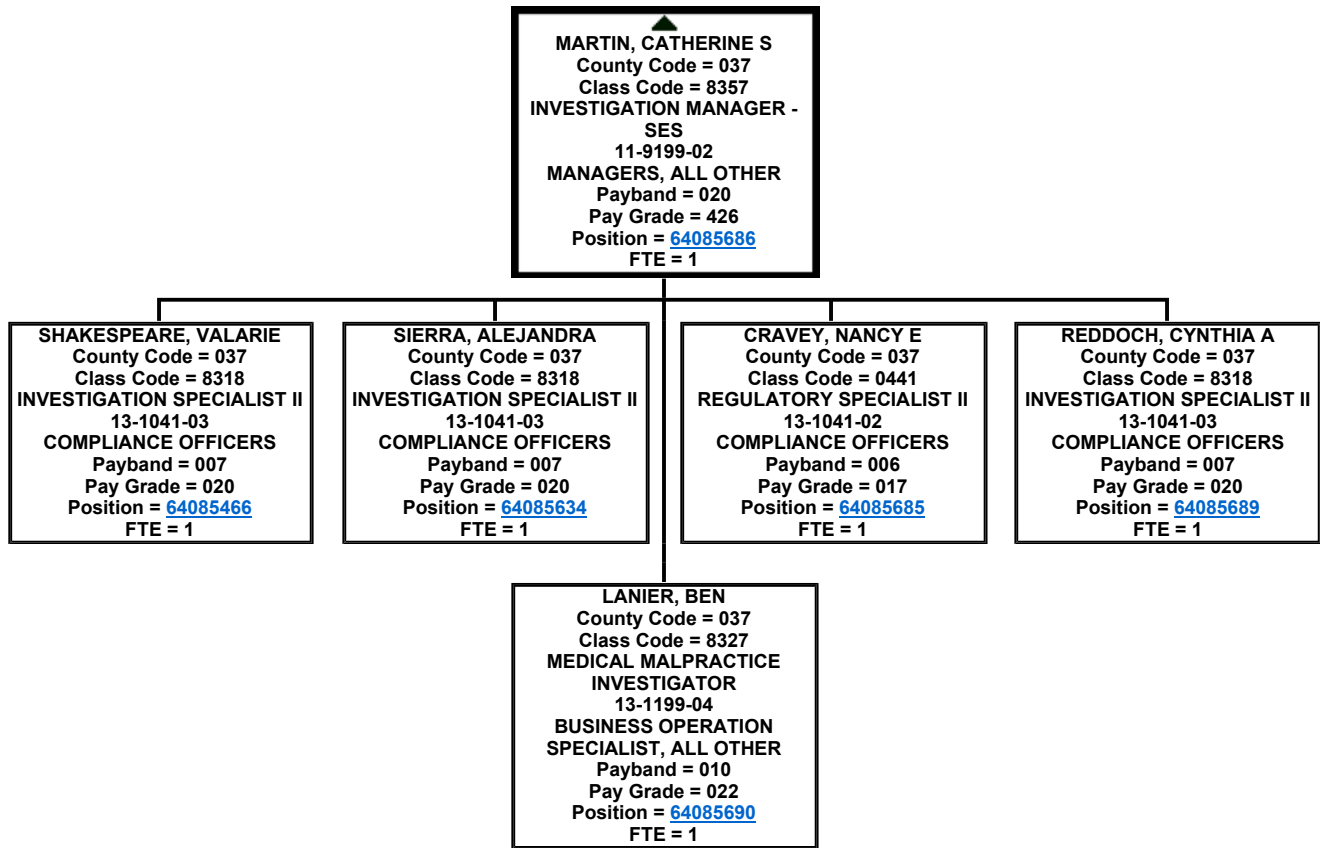 MARTIN, CATHERINE S
County Code = 037
Class Code = 8357
INVESTIGATION MANAGER -
SES
11-9199-02
MANAGERS, ALL OTHER
Payband = 020
Pay Grade = 426
Position = 64085686
FTE = 1
SHAKESPEARE, VALARIE
County Code = 037
Class Code = 8318
INVESTIGATION SPECIALIST II
13-1041-03
COMPLIANCE OFFICERS
Payband = 007
Pay Grade = 020
Position = 64085466
FTE = 1
SIERRA, ALEJANDRA
County Code = 037
Class Code = 8318
INVESTIGATION SPECIALIST II
13-1041-03
COMPLIANCE OFFICERS
Payband = 007
Pay Grade = 020
Position = 64085634
FTE = 1
CRAVEY, NANCY E
County Code = 037
Class Code = 0441
REGULATORY SPECIALIST II
13-1041-02
COMPLIANCE OFFICERS
Payband = 006
Pay Grade = 017
Position = 64085685
FTE = 1
REDDOCH, CYNTHIA A
County Code = 037
Class Code = 8318
INVESTIGATION SPECIALIST II
13-1041-03
COMPLIANCE OFFICERS
Payband = 007
Pay Grade = 020
Position = 64085689
FTE = 1
LANIER, BEN
County Code = 037
Class Code = 8327
MEDICAL MALPRACTICE
INVESTIGATOR
13-1199-04
BUSINESS OPERATION
SPECIALIST, ALL OTHER
Payband = 010
Pay Grade = 022
Position = 64085690
FTE = 1